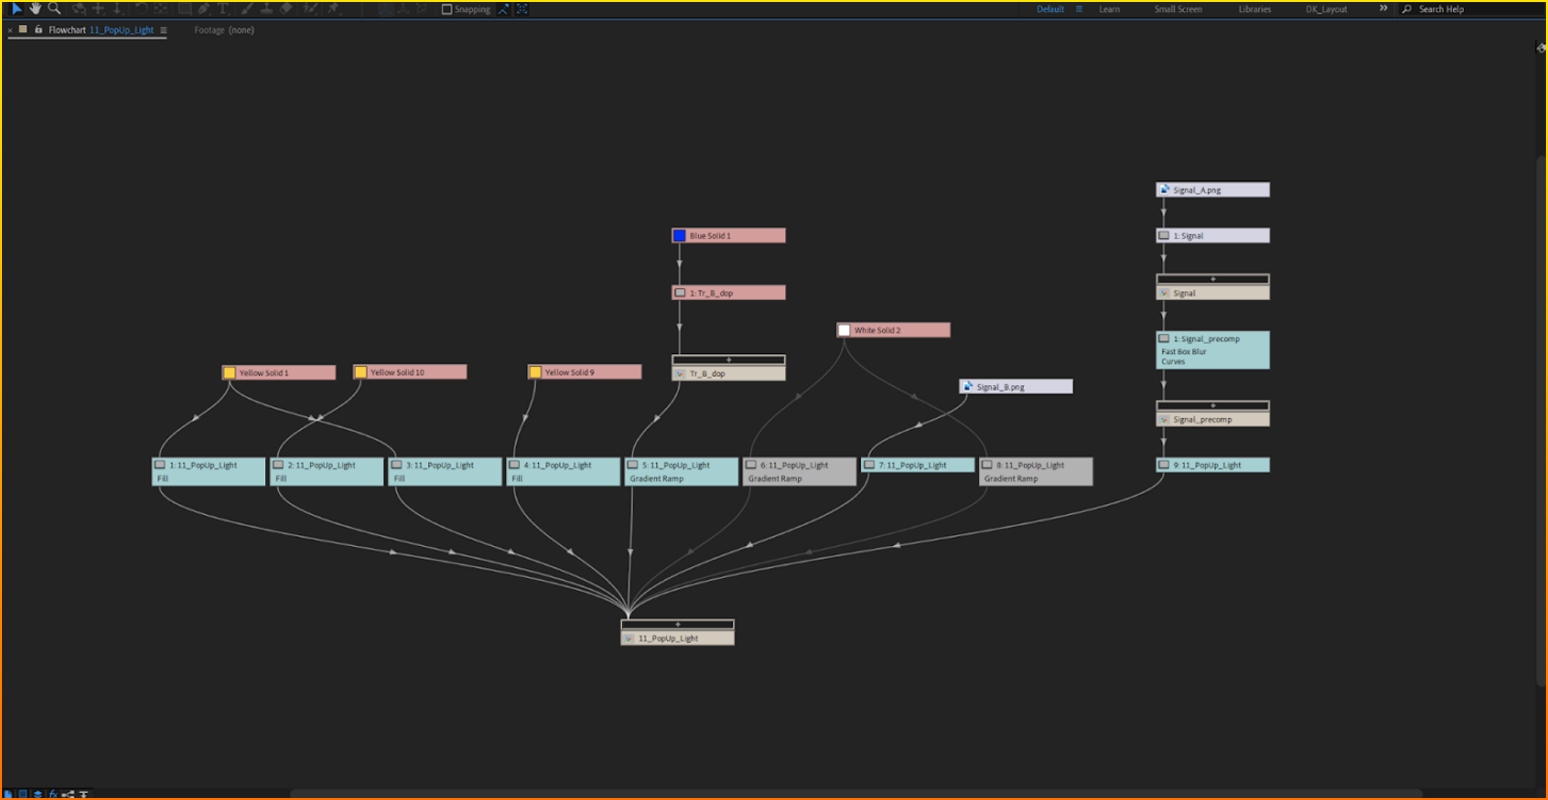 Snapping
Default
Learn
Small Screen
Libraries
DK_Layout
Search Help
Flowchart 11_PopUp_Light
Footage (none)
Signal_A.png
Blue Solid 1
1: Signal
1: Tr_B_dop
Signal
White Solid 2
1: Signal_precomp
Fast Box Blur
Curves
Yellow Solid 1
Yellow Solid 10
Yellow Solid 9
Tr_B_dop
Signal_B.png
Signal_precomp
1: 11_PopUp_Light
Fill
2: 11_PopUp_Light
Fill
3: 11_PopUp_Light
Fill
4: 11_PopUp_Light
Fill
5: 11_PopUp_Light
Gradient Ramp
6: 11_PopUp_Light
Gradient Ramp
7: 11_PopUp_Light
8: 11_PopUp_Light
Gradient Ramp
9: 11_PopUp_Light
11_PopUp_Light